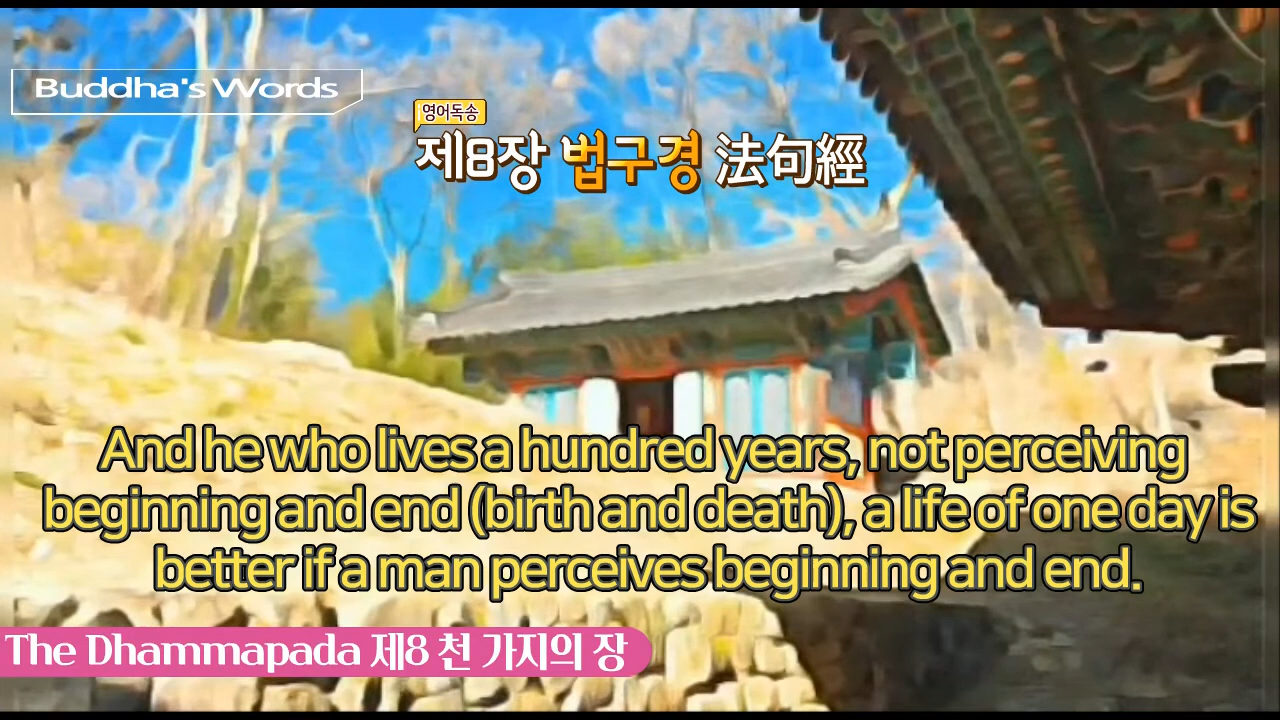 Buddha's Words
영어독송
제8장 법구경 法句經
And he who lives a hundred years, not perceiving
beginning and end (birth and death), a life of one day is
better if a man perceives beginning and end.
The Dhammapada 제8 천 가지의 장